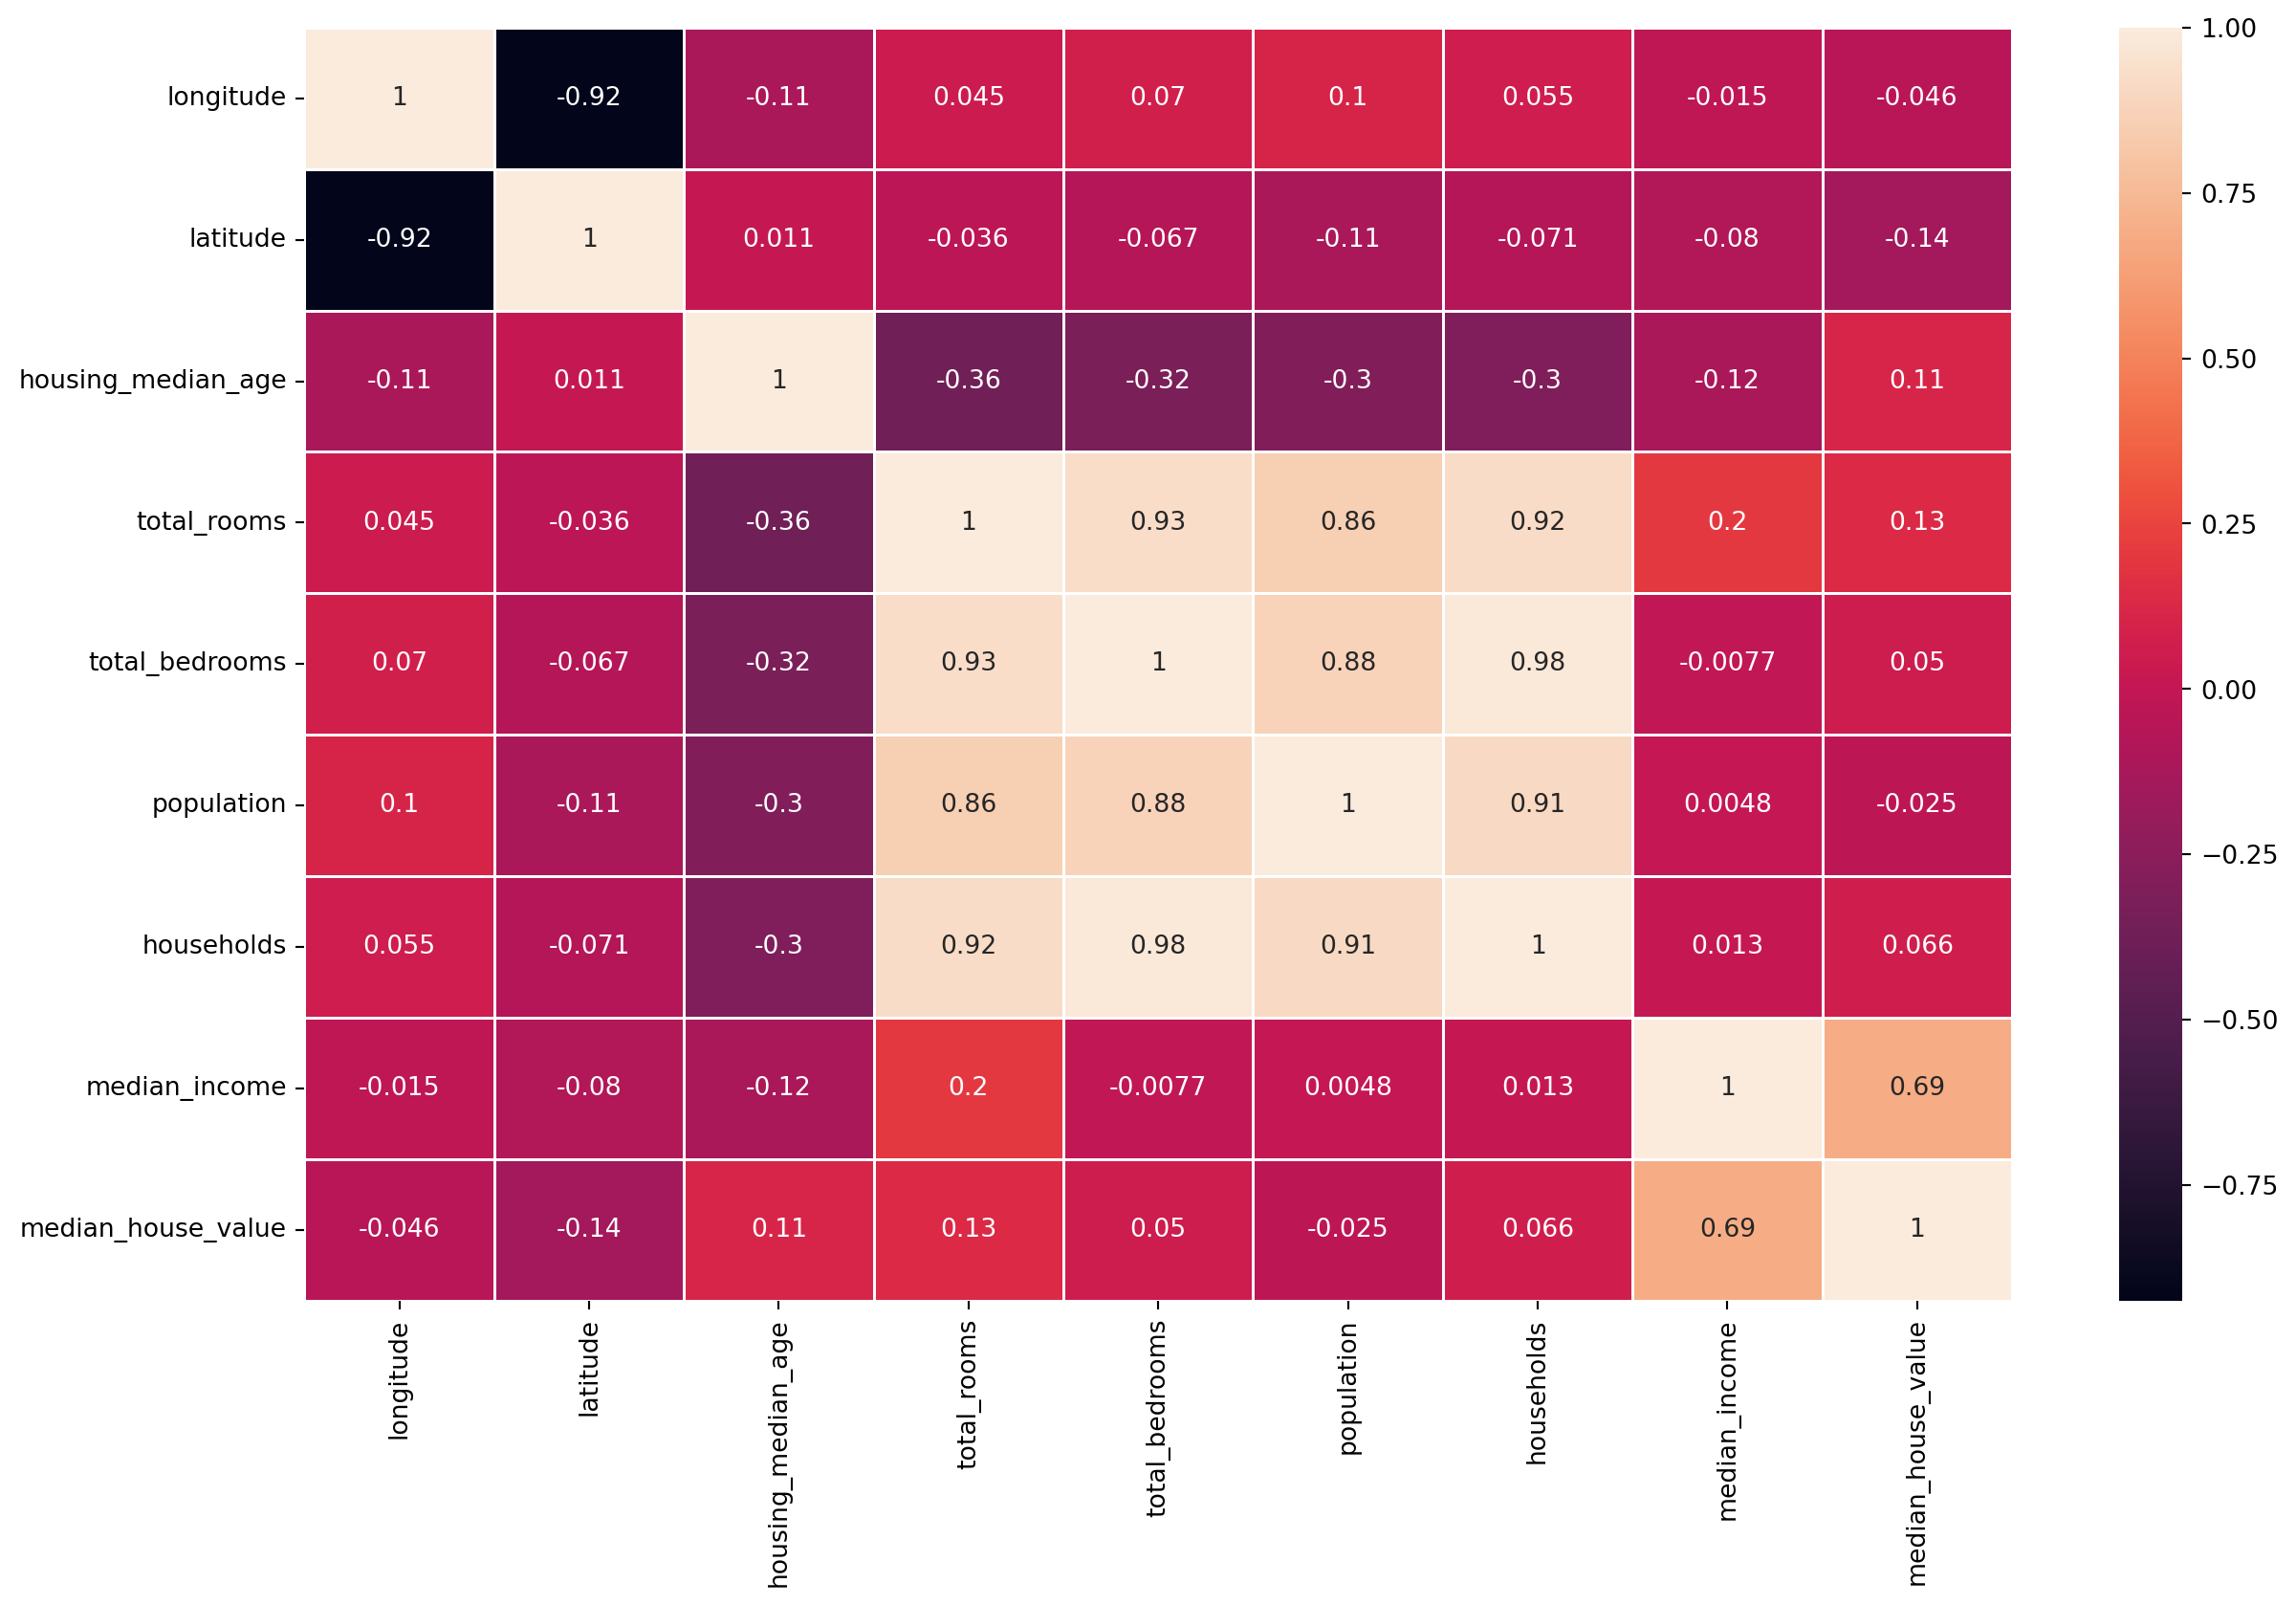 longitude 1 -0.92 -0.11 0.045 0.07 0.1 0.055 -0.015 -0.046
latitude -0.92 1 0.011 -0.036 -0.067 -0.11 -0.071 -0.08 -0.14
housing_median_age -0.11 0.011 1 -0.36 -0.32 -0.3 -0.3 -0.12 0.11
total_rooms 0.045 -0.036 -0.36 1 0.93 0.86 0.92 0.2 0.13
total_bedrooms 0.07 -0.067 -0.32 0.93 1 0.88 0.98 -0.0077 0.05
population 0.1 -0.11 -0.3 0.86 0.88 1 0.91 0.0048 -0.025
households 0.055 -0.071 -0.3 0.92 0.98 0.91 1 0.013 0.066
median_income -0.015 -0.08 -0.12 0.2 -0.0077 0.0048 0.013 1 0.69
median_house_value -0.046 -0.14 0.11 0.13 0.05 -0.025 0.066 0.69 1
longitude
latitude
housing_median_age
total_rooms
total_bedrooms
population
households
median_income
median_house_value
1.00
0.75
0.50
0.25
0.00
−0.25
−0.50
−0.75